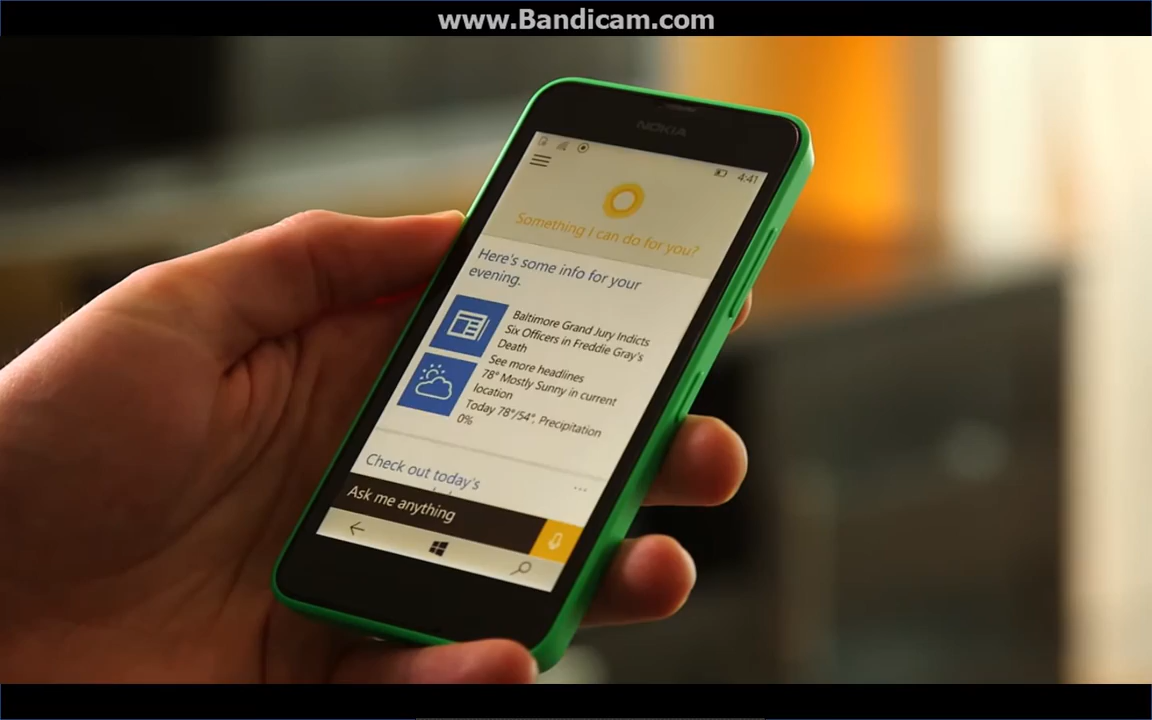 www.Bandicam.com
NOKIA
4:41
Something I can do for you?
Here's some info for your
evening.
Baltimore Grand Jury Indicts
Six Officers in Freddie Gray's
Death
See more headlines
78° Mostly Sunny in current
location
Today 78°/54°, Precipitation
0%
Check out today's
Ask me anything